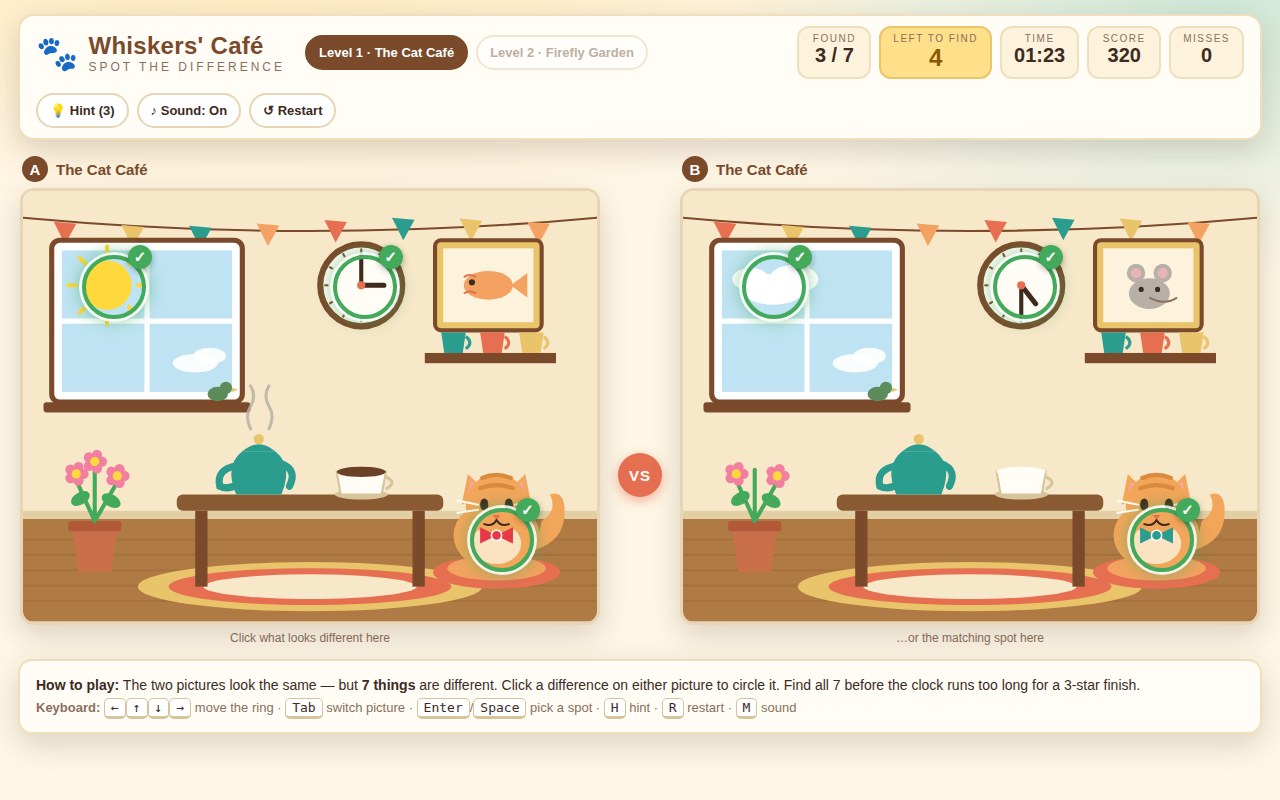 Whiskers' Café
SPOT THE DIFFERENCE
Level 1 · The Cat Café
Level 2 · Firefly Garden
FOUND
3 / 7
LEFT TO FIND
4
TIME
01:23
SCORE
320
MISSES
0
💡 Hint (3)
♪ Sound: On
↺ Restart
A The Cat Café
B The Cat Café
VS
Click what looks different here
…or the matching spot here
How to play: The two pictures look the same — but 7 things are different. Click a difference on either picture to circle it. Find all 7 before the clock runs too long for a 3-star finish.
Keyboard: ← ↑ ↓ → move the ring · Tab switch picture · Enter/Space pick a spot · H hint · R restart · M sound